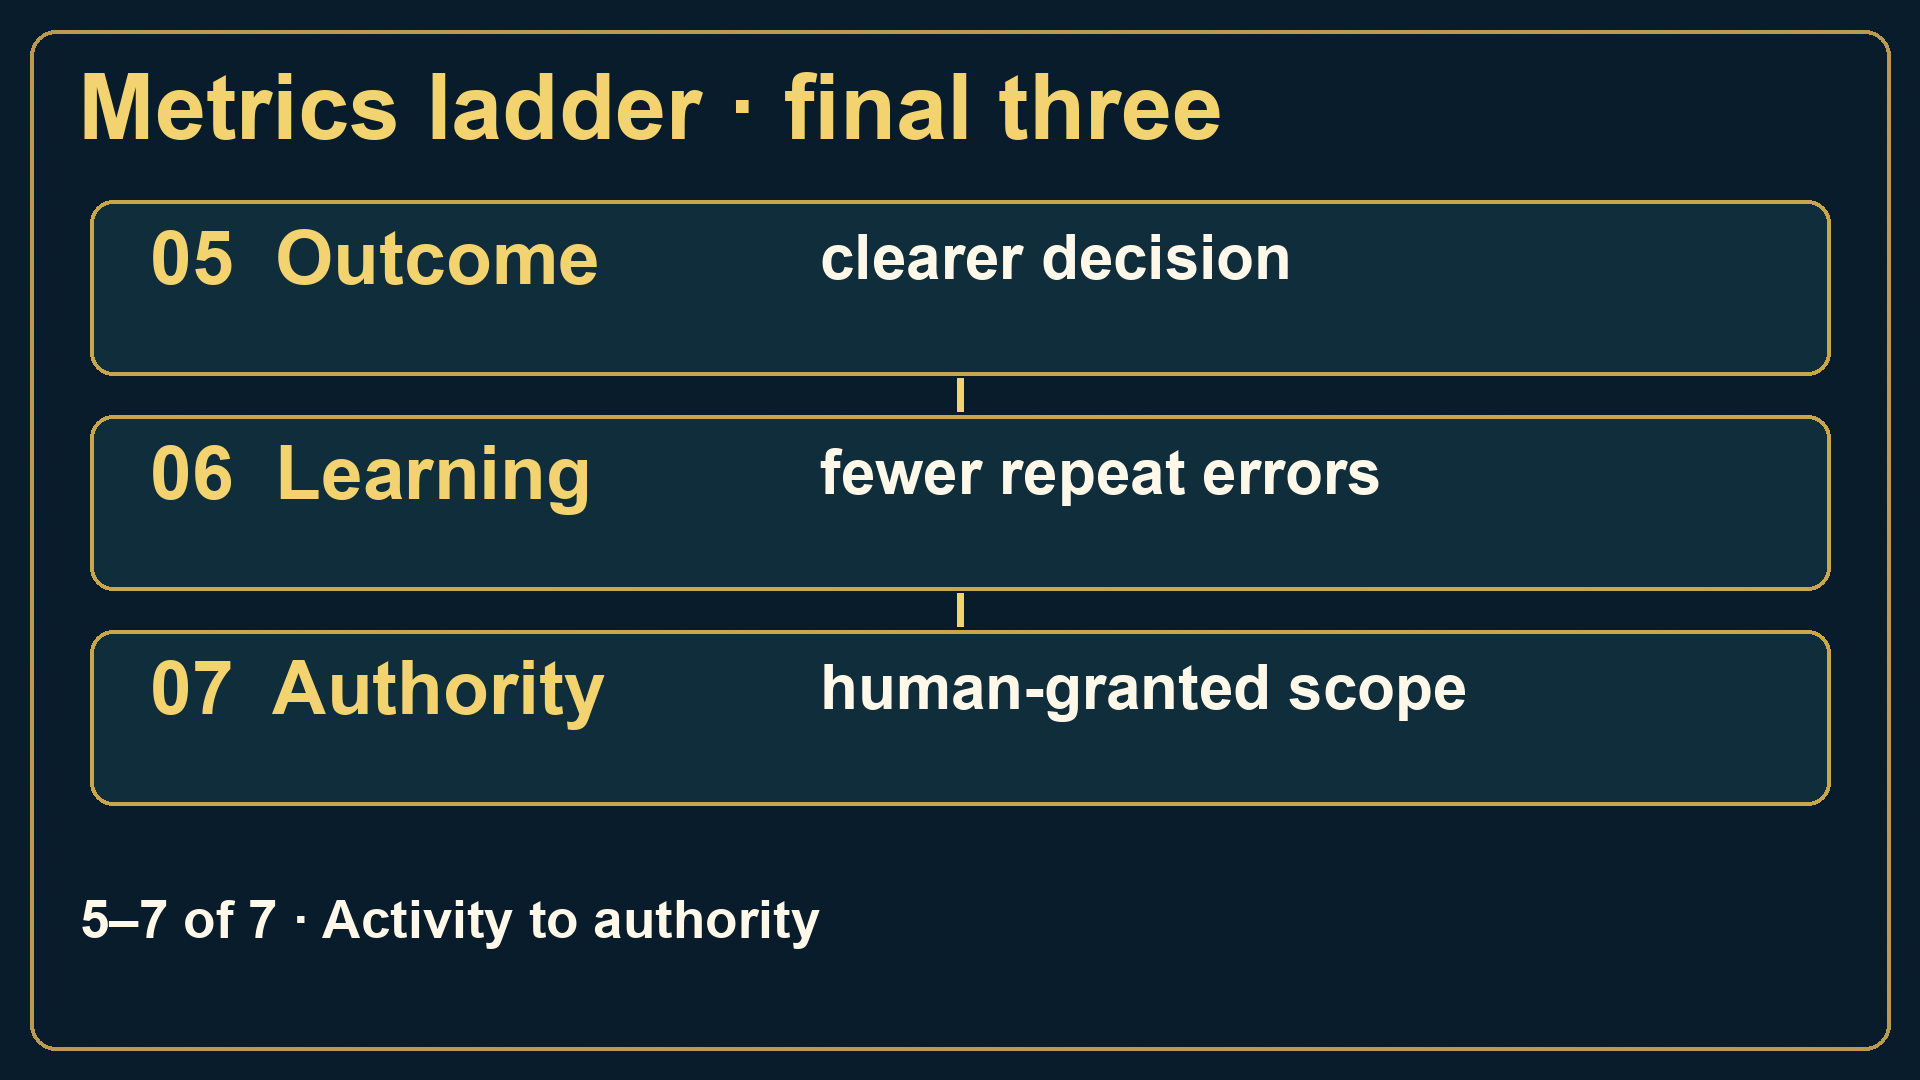 Metrics ladder · final three
05 Outcome clearer decision
06 Learning fewer repeat errors
07 Authority human-granted scope
5–7 of 7 · Activity to authority